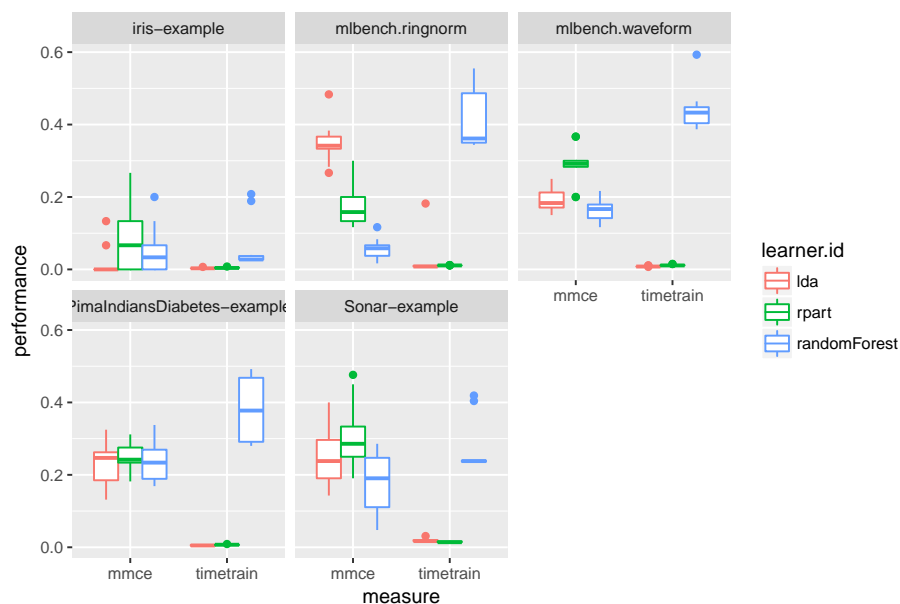 iris−example
mlbench.ringnorm
mlbench.waveform
0.6
0.4
0.2
0.0
mmce
timetrain
PimaIndiansDiabetes−example
Sonar−example
0.6
0.4
0.2
0.0
mmce
timetrain
mmce
timetrain
performance
measure
learner.id
lda
rpart
randomForest